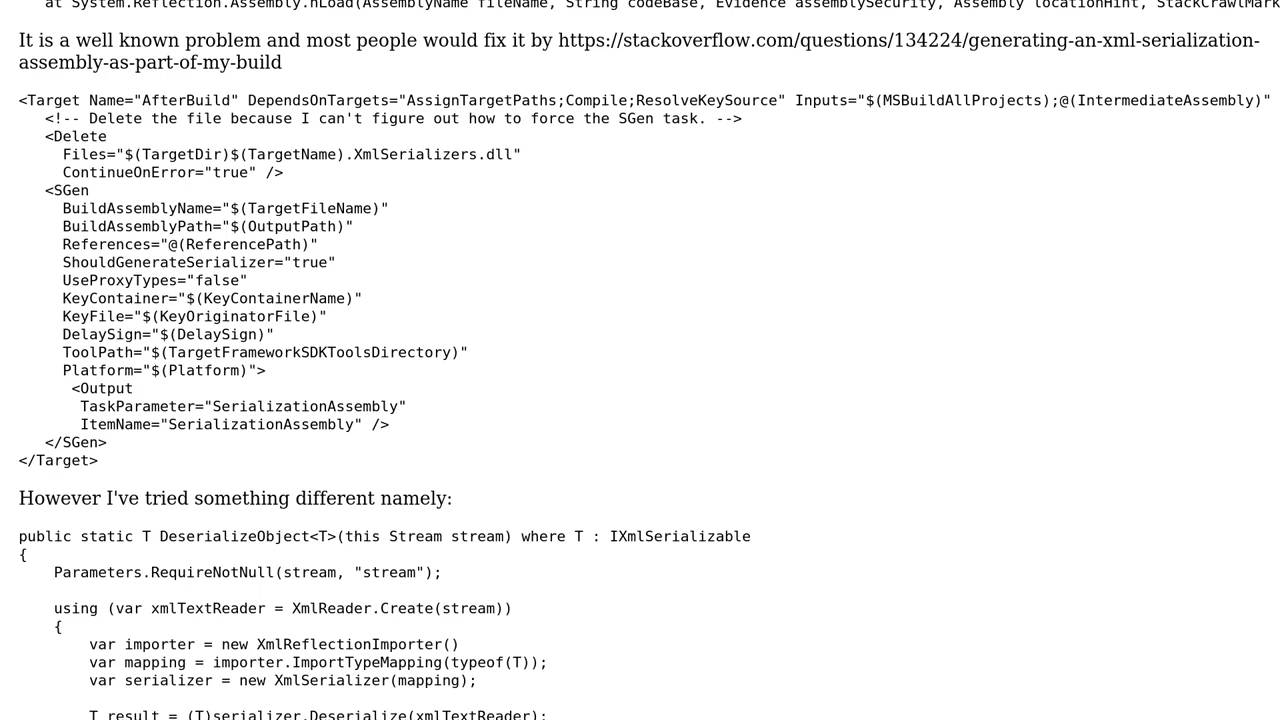 at System.Reflection.Assembly.nLoad(AssemblyName fileName, String codeBase, Evidence assemblySecurity, Assembly locationHint, StackCrawlMark
It is a well known problem and most people would fix it by https://stackoverflow.com/questions/134224/generating-an-xml-serialization-
assembly-as-part-of-my-build
<Target Name="AfterBuild" DependsOnTargets="AssignTargetPaths;Compile;ResolveKeySource" Inputs="$(MSBuildAllProjects);@(IntermediateAssembly)"
   <!-- Delete the file because I can't figure out how to force the SGen task. -->
   <Delete
     Files="$(TargetDir)$(TargetName).XmlSerializers.dll"
     ContinueOnError="true" />
   <SGen
     BuildAssemblyName="$(TargetFileName)"
     BuildAssemblyPath="$(OutputPath)"
     References="@(ReferencePath)"
     ShouldGenerateSerializer="true"
     UseProxyTypes="false"
     KeyContainer="$(KeyContainerName)"
     KeyFile="$(KeyOriginatorFile)"
     DelaySign="$(DelaySign)"
     ToolPath="$(TargetFrameworkSDKToolsDirectory)"
     Platform="$(Platform)">
      <Output
       TaskParameter="SerializationAssembly"
       ItemName="SerializationAssembly" />
   </SGen>
</Target>
However I've tried something different namely:
public static T DeserializeObject<T>(this Stream stream) where T : IXmlSerializable
{
    Parameters.RequireNotNull(stream, "stream");
    using (var xmlTextReader = XmlReader.Create(stream))
    {
        var importer = new XmlReflectionImporter()
        var mapping = importer.ImportTypeMapping(typeof(T));
        var serializer = new XmlSerializer(mapping);
        T result = (T)serializer.Deserialize(xmlTextReader);